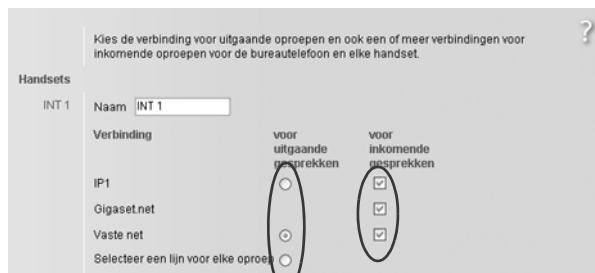 Kies de verbinding voor uitgaande oproepen en ook een of meer verbindingen voor
inkomende oproepen voor de bureautelefoon en elke handset.
?
Handsets
INT 1 Naam INT 1
Verbinding voor uitgaande gesprekken voor inkomende gesprekken
IP1
Gigaset.net
Vaste net
Selecteer een lijn voor elke oproep